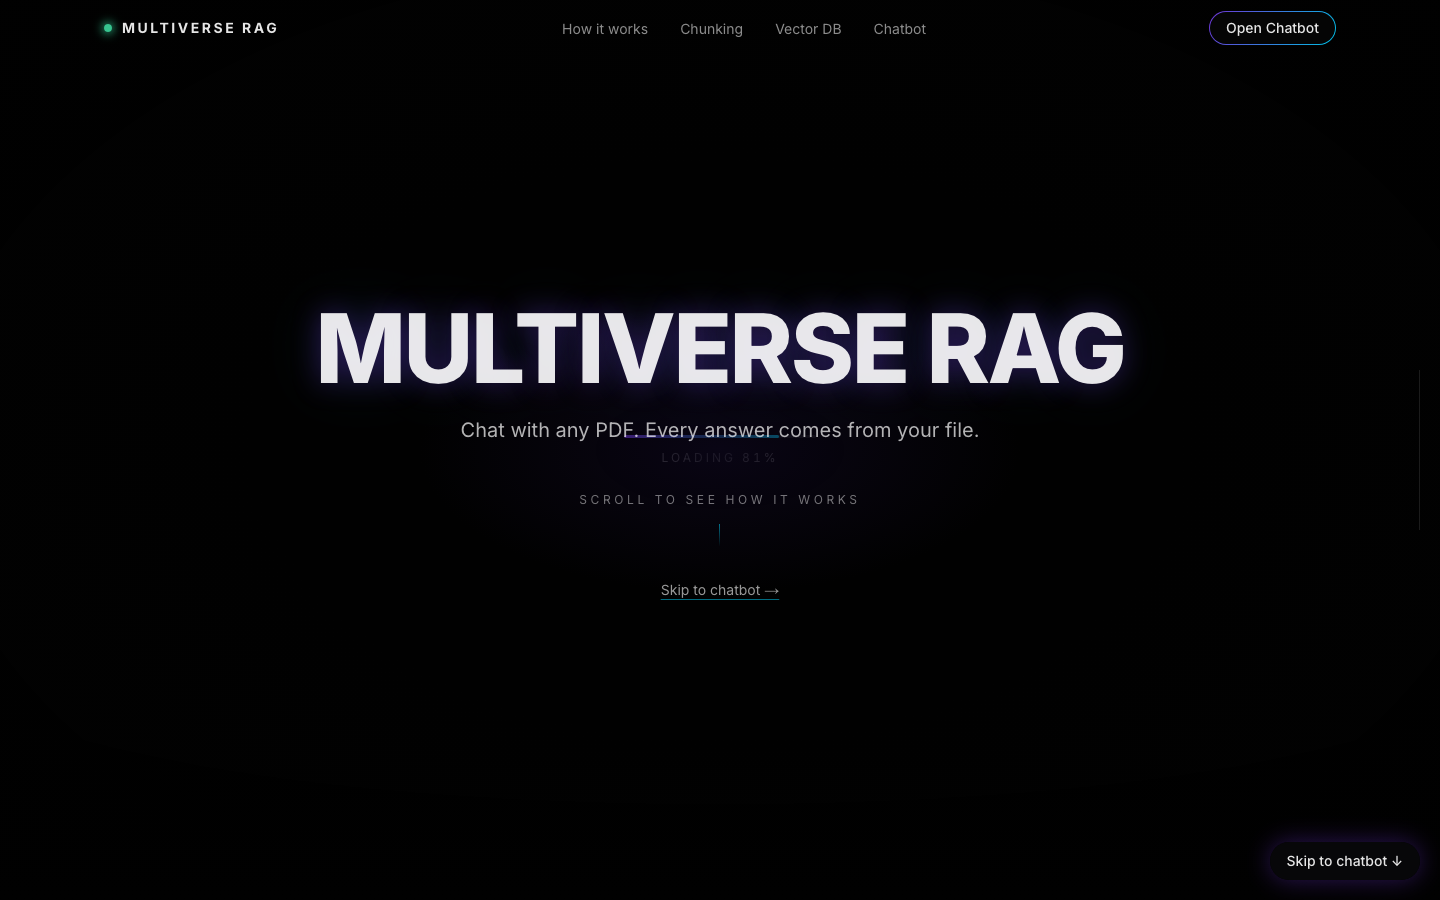 MULTIVERSE RAG
How it works
Chunking
Vector DB
Chatbot
Open Chatbot
MULTIVERSE RAG
Chat with any PDF. Every answer comes from your file.
LOADING 81%
SCROLL TO SEE HOW IT WORKS
Skip to chatbot →
Skip to chatbot ↓